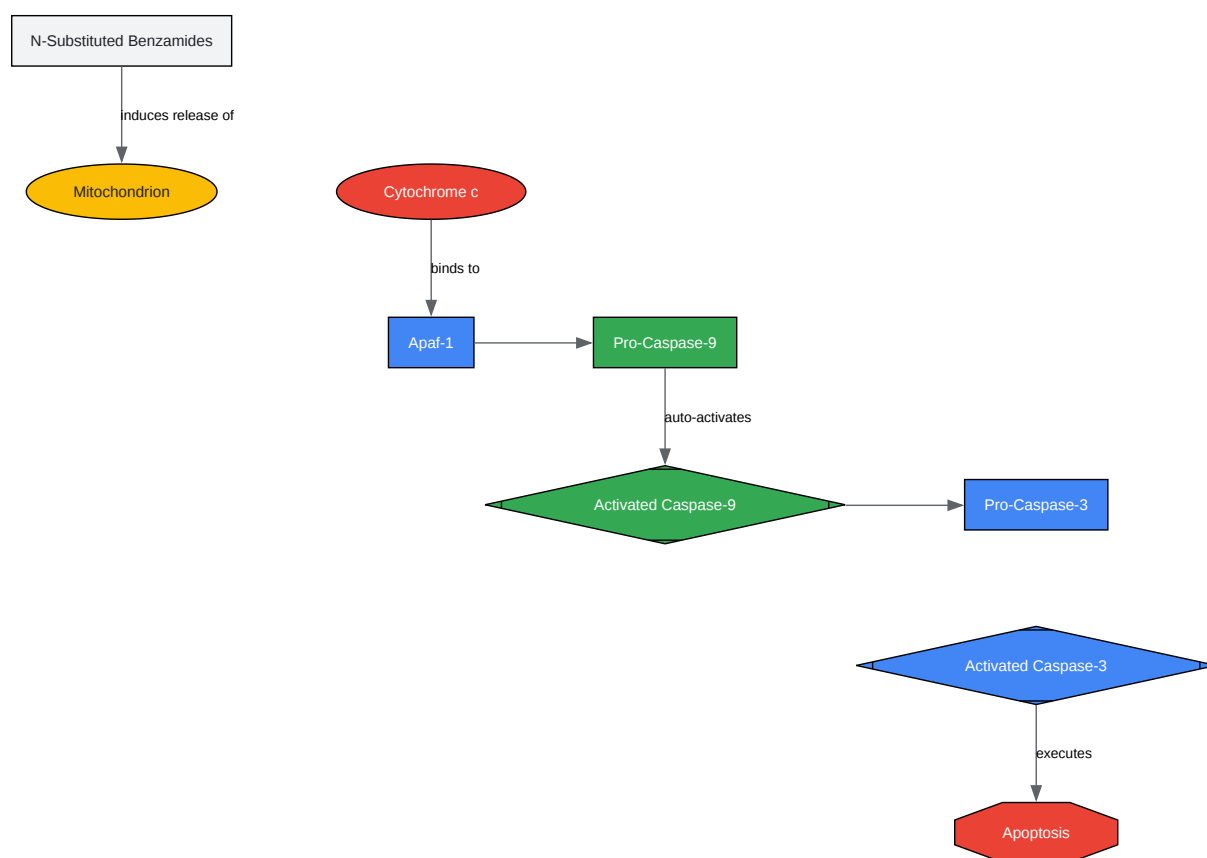 N-Substituted Benzamides
induces release of
Mitochondrion
Cytochrome c
binds to
Apaf-1
Pro-Caspase-9
auto-activates
Activated Caspase-9
Pro-Caspase-3
Activated Caspase-3
executes
Apoptosis